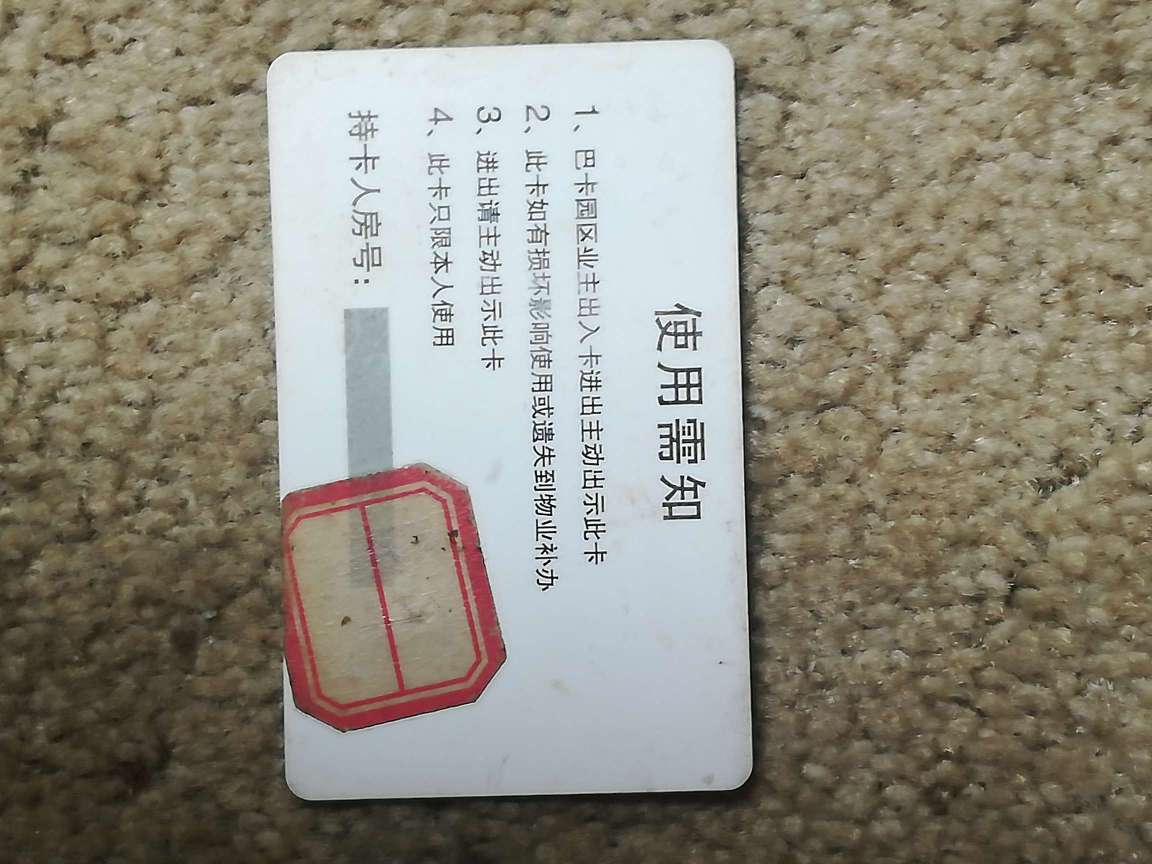 使用需知
1、巴卡园区业主出入卡进出主动出示此卡
2、此卡如有损坏影响使用或遗失到物业补办
3、进出请主动出示此卡
4、此卡只限本人使用
持卡人房号：